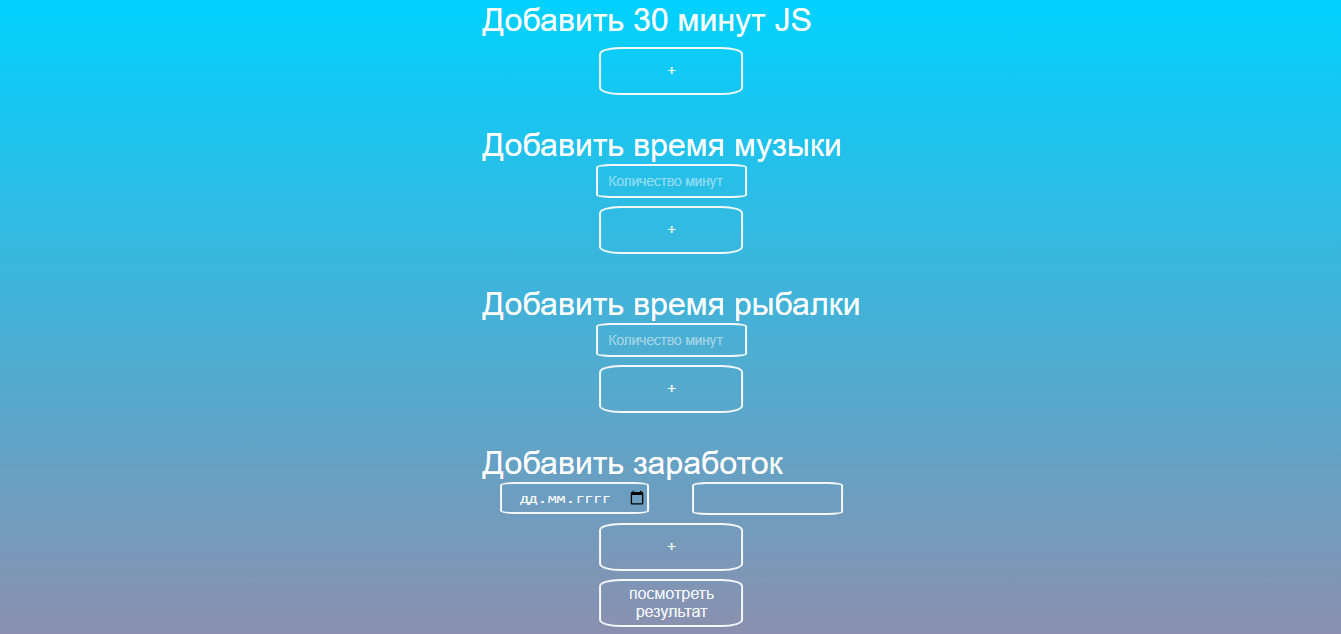 Добавить 30 минут JS
+
Добавить время музыки
Количество минут
+
Добавить время рыбалки
Количество минут
+
Добавить заработок
дд.мм.гггг
+
посмотреть
результат